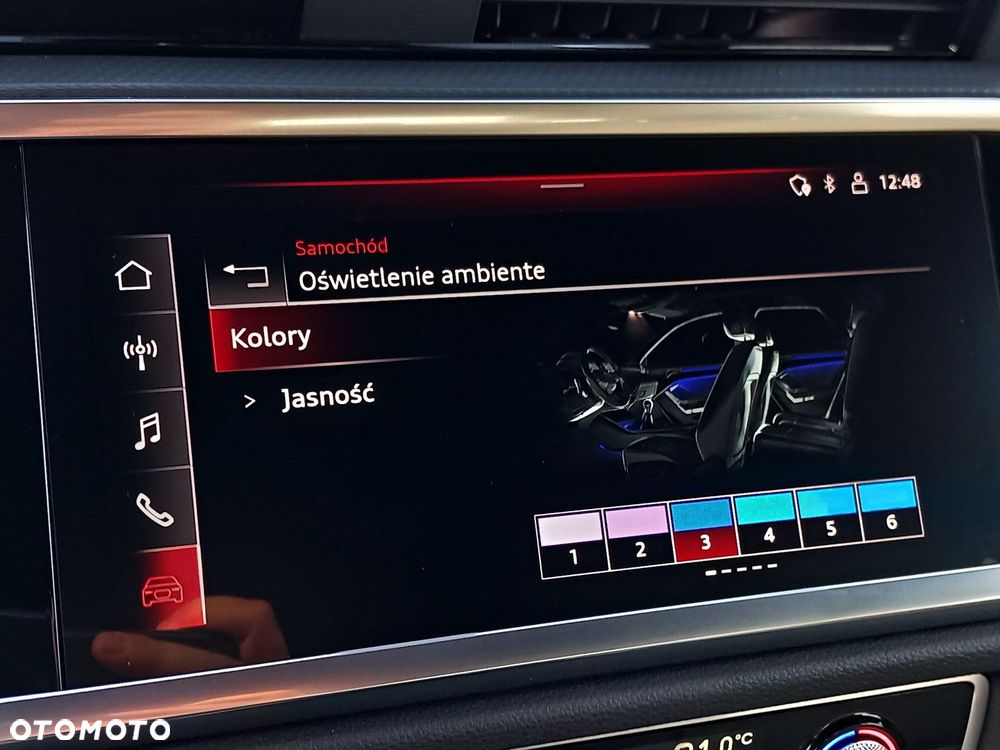 12:48
Samochód
Oświetlenie ambiente
Kolory
> Jasność
1 2 3 4 5 6
OTOMOTO